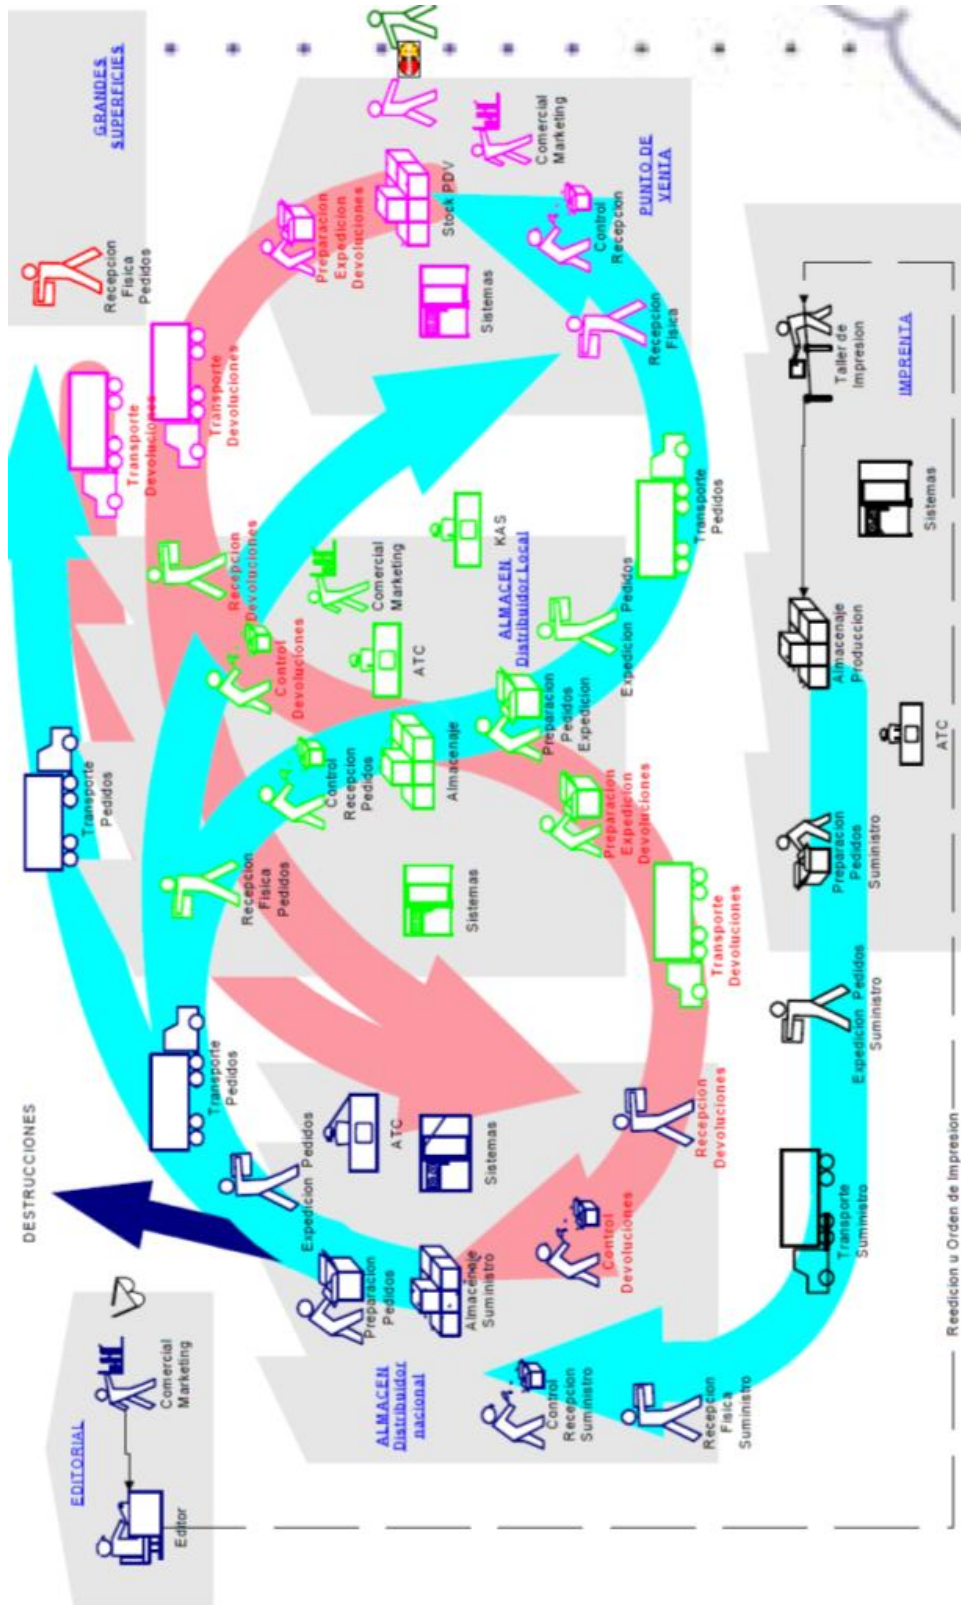 EDITORIAL
Editor
Comercial
Marketing
DESTRUCCIONES
ALMACEN
Distribuidor
nacional
Preparacion
Pedidos
Expedicion Pedidos
Almacenaje
Suministro
ATC
Sistemas
Control
Recepcion
Suministro
Recepcion
Fisica
Suministro
Control
Devoluciones
Recepcion
Devoluciones
Transporte
Pedidos
Transporte
Pedidos
Recepcion
Fisica
Pedidos
Control
Recepcion
Pedidos
Almacenaje
Sistemas
Preparacion
Pedidos
Expedicion
Preparacion
Expedicion
Devoluciones
Transporte
Devoluciones
Recepcion
Devoluciones
Control
Devoluciones
Comercial
Marketing
ATC
KAS
ALMACEN
Distribuidor Local
Expedicion Pedidos
Transporte
Pedidos
Transporte
Devoluciones
Transporte
Devoluciones
GRANDES
SUPERFICIES
Recepcion
Fisica
Pedidos
Preparacion
Expedicion
Devoluciones
Stock PDV
Comercial
Marketing
PUNTO DE
VENTA
Control
Recepcion
Sistemas
Recepcion
Fisica
Transporte
Suministro
Expedicion Pedidos
Suministro
Preparacion
Pedidos
Suministro
Almacenaje
Produccion
ATC
Sistemas
Taller de
Impresion
IMPRENTA
Reedicion u Orden de Impresion